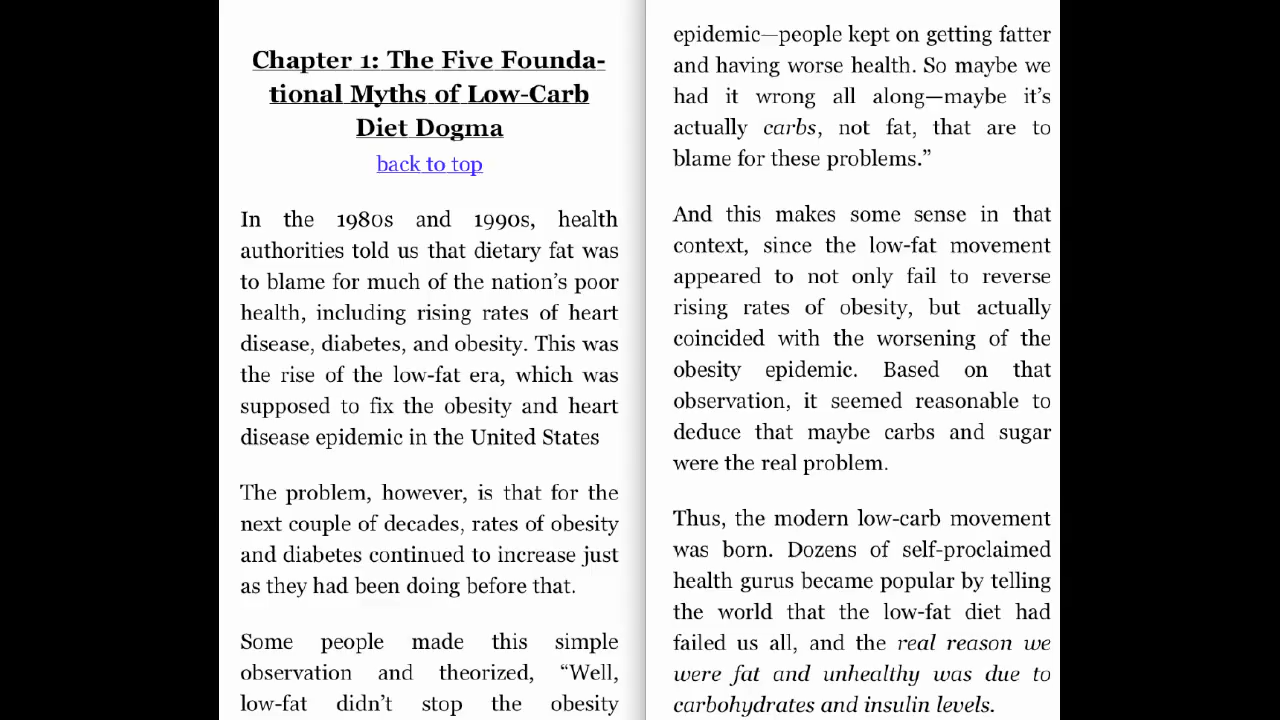 Chapter 1: The Five Founda-
tional Myths of Low-Carb
Diet Dogma
back to top
In the 1980s and 1990s, health
authorities told us that dietary fat was
to blame for much of the nation’s poor
health, including rising rates of heart
disease, diabetes, and obesity. This was
the rise of the low-fat era, which was
supposed to fix the obesity and heart
disease epidemic in the United States
The problem, however, is that for the
next couple of decades, rates of obesity
and diabetes continued to increase just
as they had been doing before that.
Some people made this simple
observation and theorized, “Well,
low-fat didn’t stop the obesity
epidemic—people kept on getting fatter
and having worse health. So maybe we
had it wrong all along—maybe it’s
actually carbs, not fat, that are to
blame for these problems.”
And this makes some sense in that
context, since the low-fat movement
appeared to not only fail to reverse
rising rates of obesity, but actually
coincided with the worsening of the
obesity epidemic. Based on that
observation, it seemed reasonable to
deduce that maybe carbs and sugar
were the real problem.
Thus, the modern low-carb movement
was born. Dozens of self-proclaimed
health gurus became popular by telling
the world that the low-fat diet had
failed us all, and the real reason we
were fat and unhealthy was due to
carbohydrates and insulin levels.